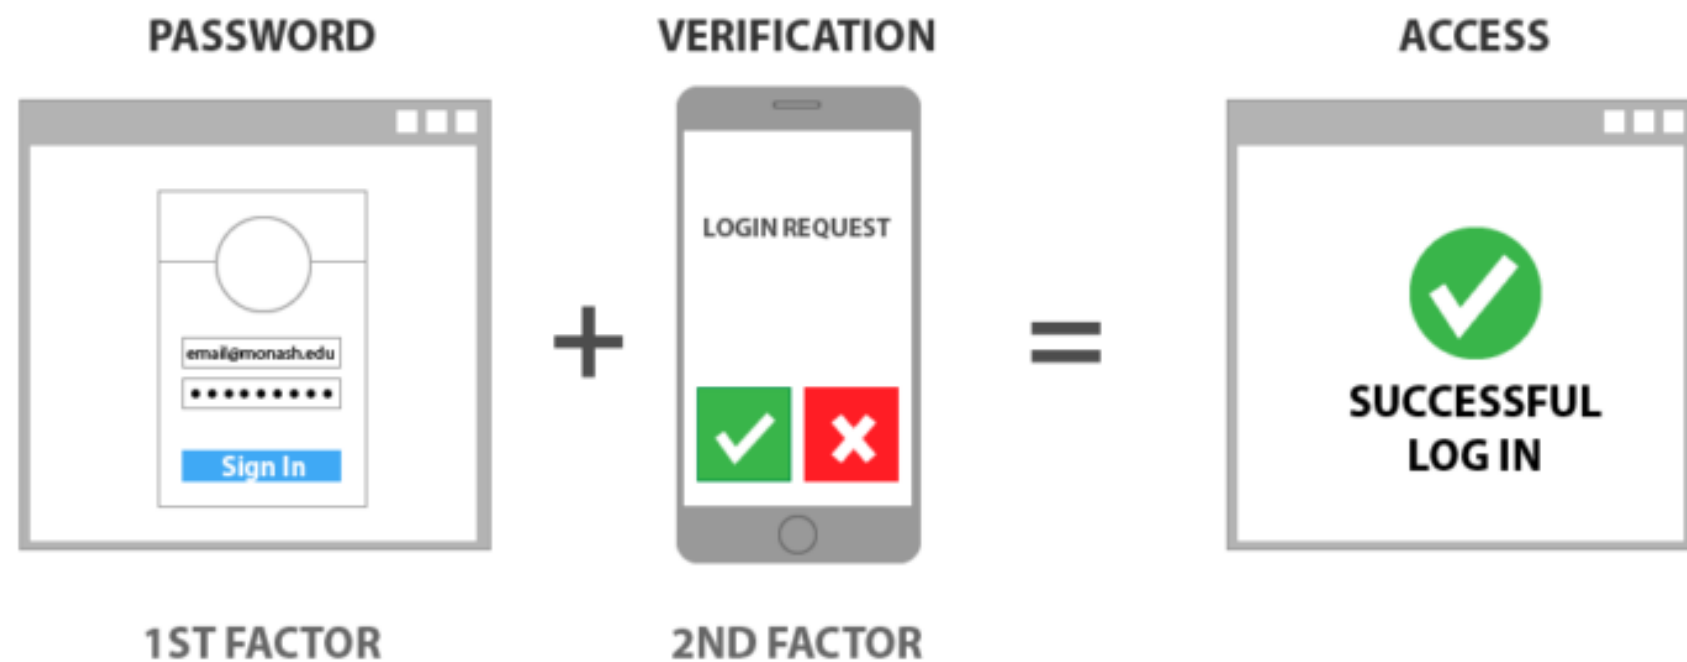 PASSWORD
VERIFICATION
ACCESS
email@monash.edu
•••••••••
Sign In
+
LOGIN REQUEST
=
SUCCESSFUL
LOG IN
1ST FACTOR
2ND FACTOR